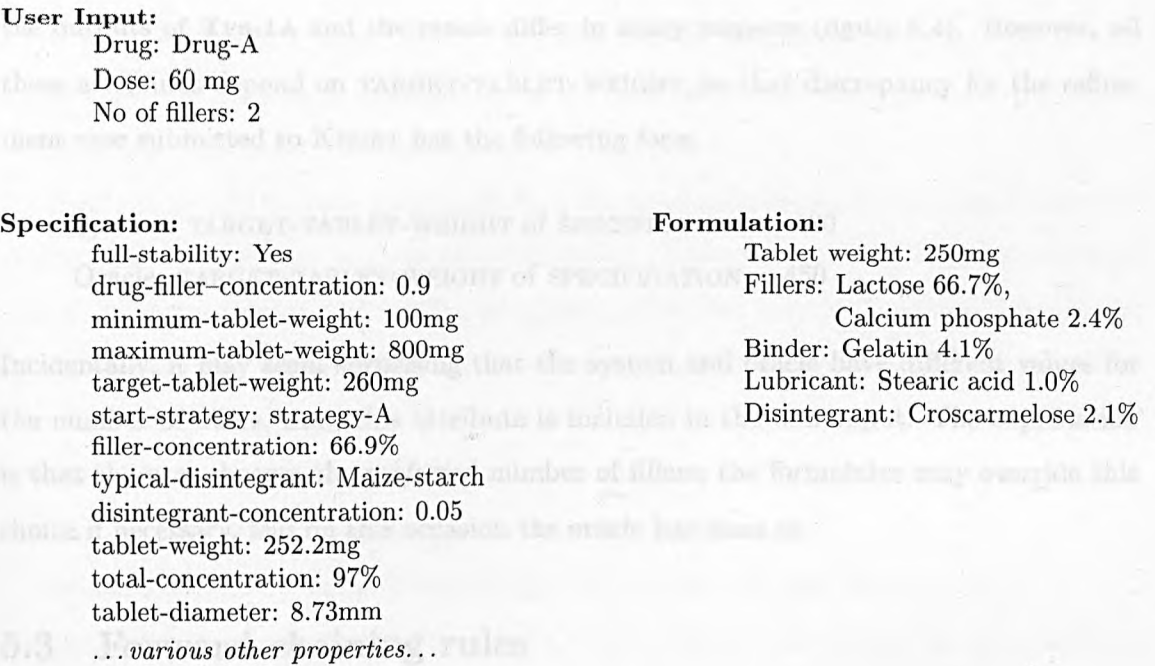 User Input:
Drug: Drug-A
Dose: 60 mg
No of fillers: 2
Specification:
full-stability: Yes
drug-filler-concentration: 0.9
minimum-tablet-weight: 100mg
maximum-tablet-weight: 800mg
target-tablet-weight: 260mg
start-strategy: strategy-A
filler-concentration: 66.9%
typical-disintegrant: Maize-starch
disintegrant-concentration: 0.05
tablet-weight: 252.2mg
total-concentration: 97%
tablet-diameter: 8.73mm
...various other properties...
Formulation:
Tablet weight: 250mg
Fillers: Lactose 66.7%,
Calcium phosphate 2.4%
Binder: Gelatin 4.1%
Lubricant: Stearic acid 1.0%
Disintegrant: Croscarmelose 2.1%